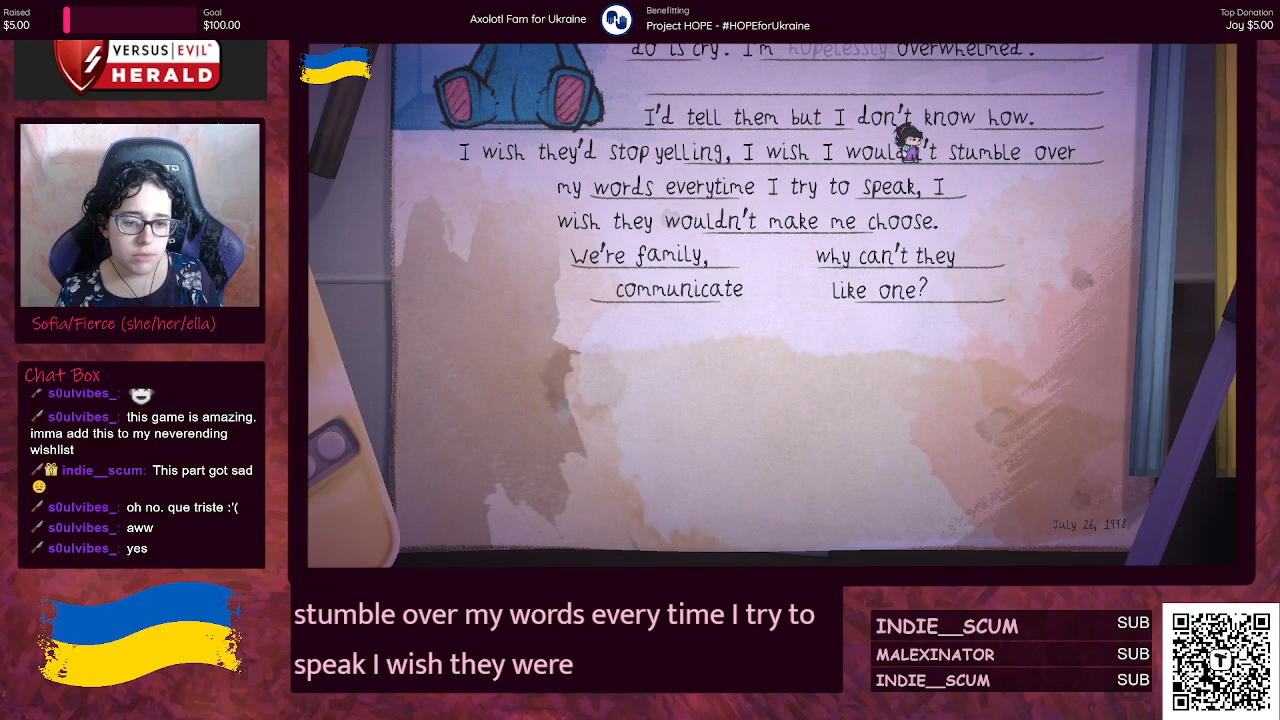 Raised
$5.00
Goal
$100.00
Axolotl Fam for Ukraine
Benefitting
Project HOPE - #HOPEforUkraine
Top Donation
Joy $5.00
VERSUS EVIL
HERALD
Sofia/Fierce (she/her/ella)
Chat Box
s0ulvibes_:
s0ulvibes_: this game is amazing.
imma add this to my neverending
wishlist
indie__scum: This part got sad
s0ulvibes_: oh no. que triste :'(
s0ulvibes_: aww
s0ulvibes_: yes
do is cry. I'm hopelessly overwhelmed.
I'd tell them but I don't know how.
I wish they'd stop yelling, I wish I wouldn't stumble over
my words everytime I try to speak, I
wish they wouldn't make me choose.
We're family, why can't they
communicate like one?
July 26, 1998
stumble over my words every time I try to
speak I wish they were
INDIE__SCUM SUB
MALEXINATOR SUB
INDIE__SCUM SUB